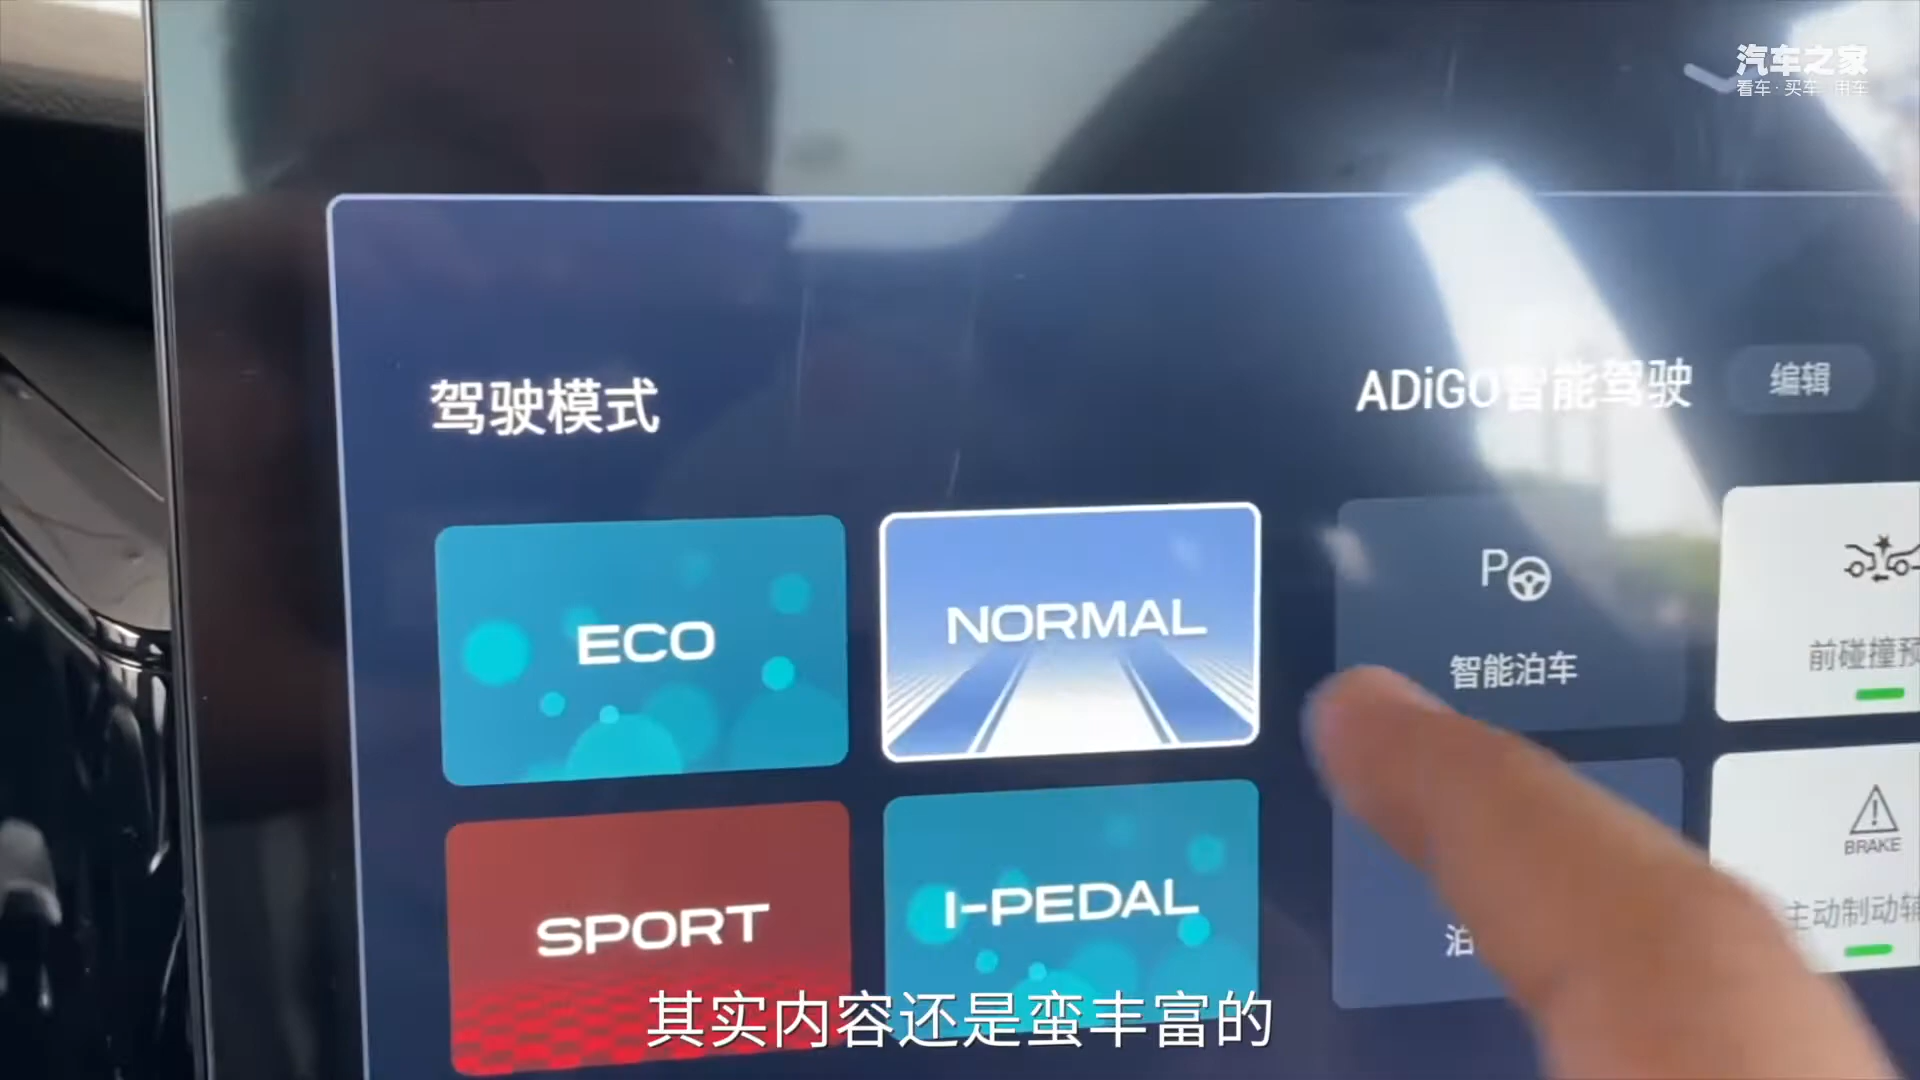 汽车之家
看车·买车·用车
驾驶模式
ADiGO智能驾驶
编辑
ECO
NORMAL
P
智能泊车
前碰撞预
SPORT
I-PEDAL
BRAKE
泊
主动制动辅
其实内容还是蛮丰富的